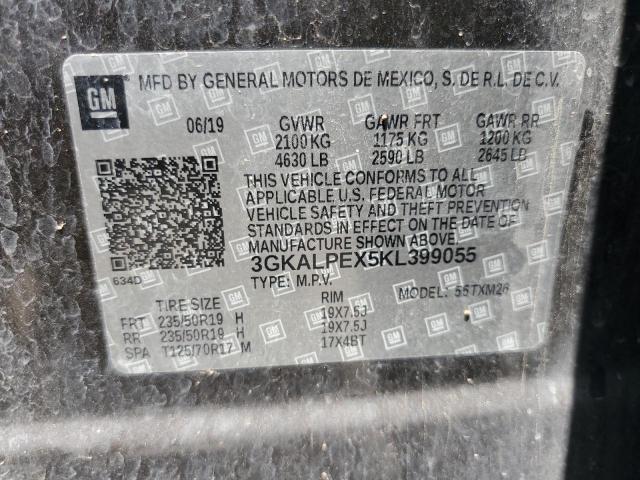 GM MFD BY GENERAL MOTORS DE MEXICO, S. DE R.L. DE C.V.
06/19 GVWR GAWR FRT GAWR RR
2100 KG 1175 KG 1200 KG
4630 LB 2590 LB 2645 LB
THIS VEHICLE CONFORMS TO ALL
APPLICABLE U.S. FEDERAL MOTOR
VEHICLE SAFETY AND THEFT PREVENTION
STANDARDS IN EFFECT ON THE DATE OF
MANUFACTURE SHOWN ABOVE.
3GKALPEX5KL399055
634D TYPE: M.P.V. 55TXM26
TIRE SIZE RIM
FRT 235/50R19 H 19X7.5J
RR 235/50R19 H 19X7.5J
SPA T125/70R17 M 17X4BT